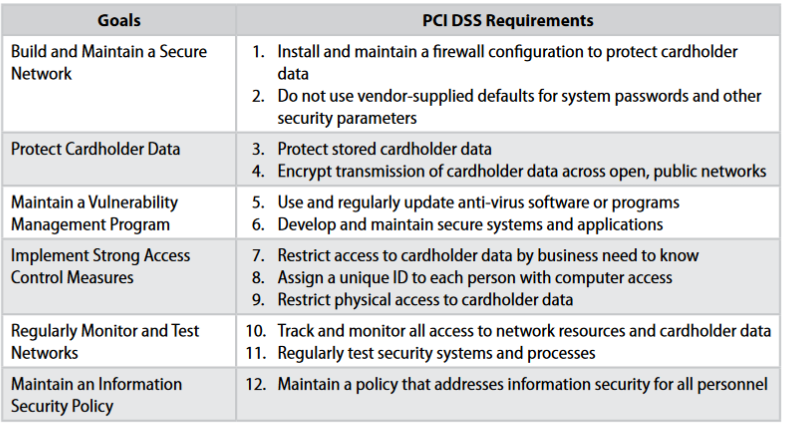 Goals
PCI DSS Requirements
Build and Maintain a Secure
Network
1. Install and maintain a firewall configuration to protect cardholder
data
2. Do not use vendor-supplied defaults for system passwords and other
security parameters
Protect Cardholder Data
3. Protect stored cardholder data
4. Encrypt transmission of cardholder data across open, public networks
Maintain a Vulnerability
Management Program
5. Use and regularly update anti-virus software or programs
6. Develop and maintain secure systems and applications
Implement Strong Access
Control Measures
7. Restrict access to cardholder data by business need to know
8. Assign a unique ID to each person with computer access
9. Restrict physical access to cardholder data
Regularly Monitor and Test
Networks
10. Track and monitor all access to network resources and cardholder data
11. Regularly test security systems and processes
Maintain an Information
Security Policy
12. Maintain a policy that addresses information security for all personnel